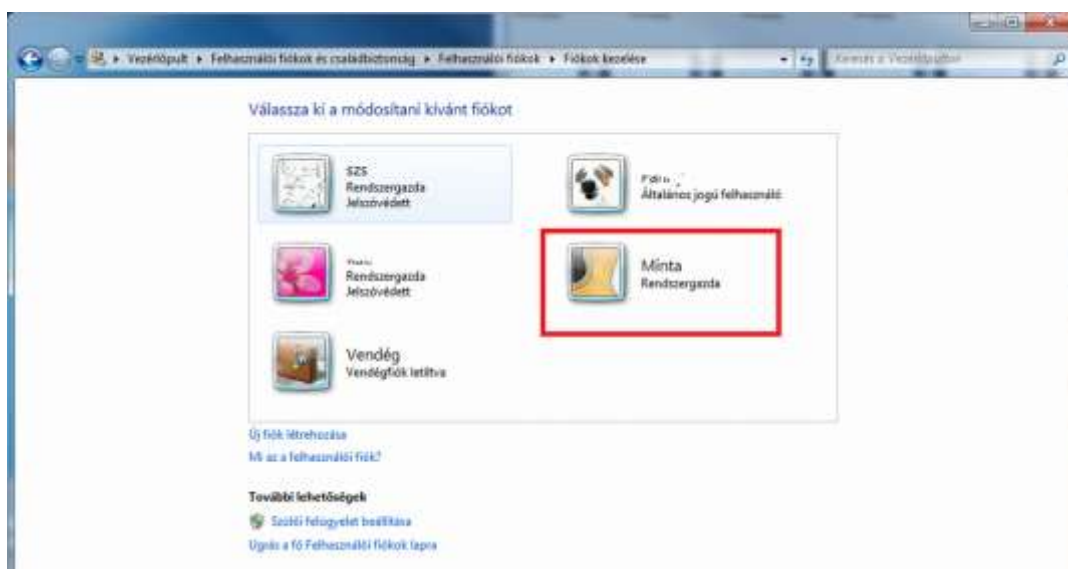 Vezérlőpult ▸ Felhasználói fiókok és családbiztonság ▸ Felhasználói fiókok ▸ Fiókok kezelése
Keresés a Vezérlőpulton
Válassza ki a módosítani kívánt fiókot
SZS
Rendszergazda
Jelszóvédett
Általános jogú felhasználó
Rendszergazda
Jelszóvédett
Minta
Rendszergazda
Vendég
Vendégfiók letiltva
Új fiók létrehozása
Mi az a felhasználói fiók?
További lehetőségek
Szülői felügyelet beállítása
Ugrás a fő Felhasználói fiókok lapra